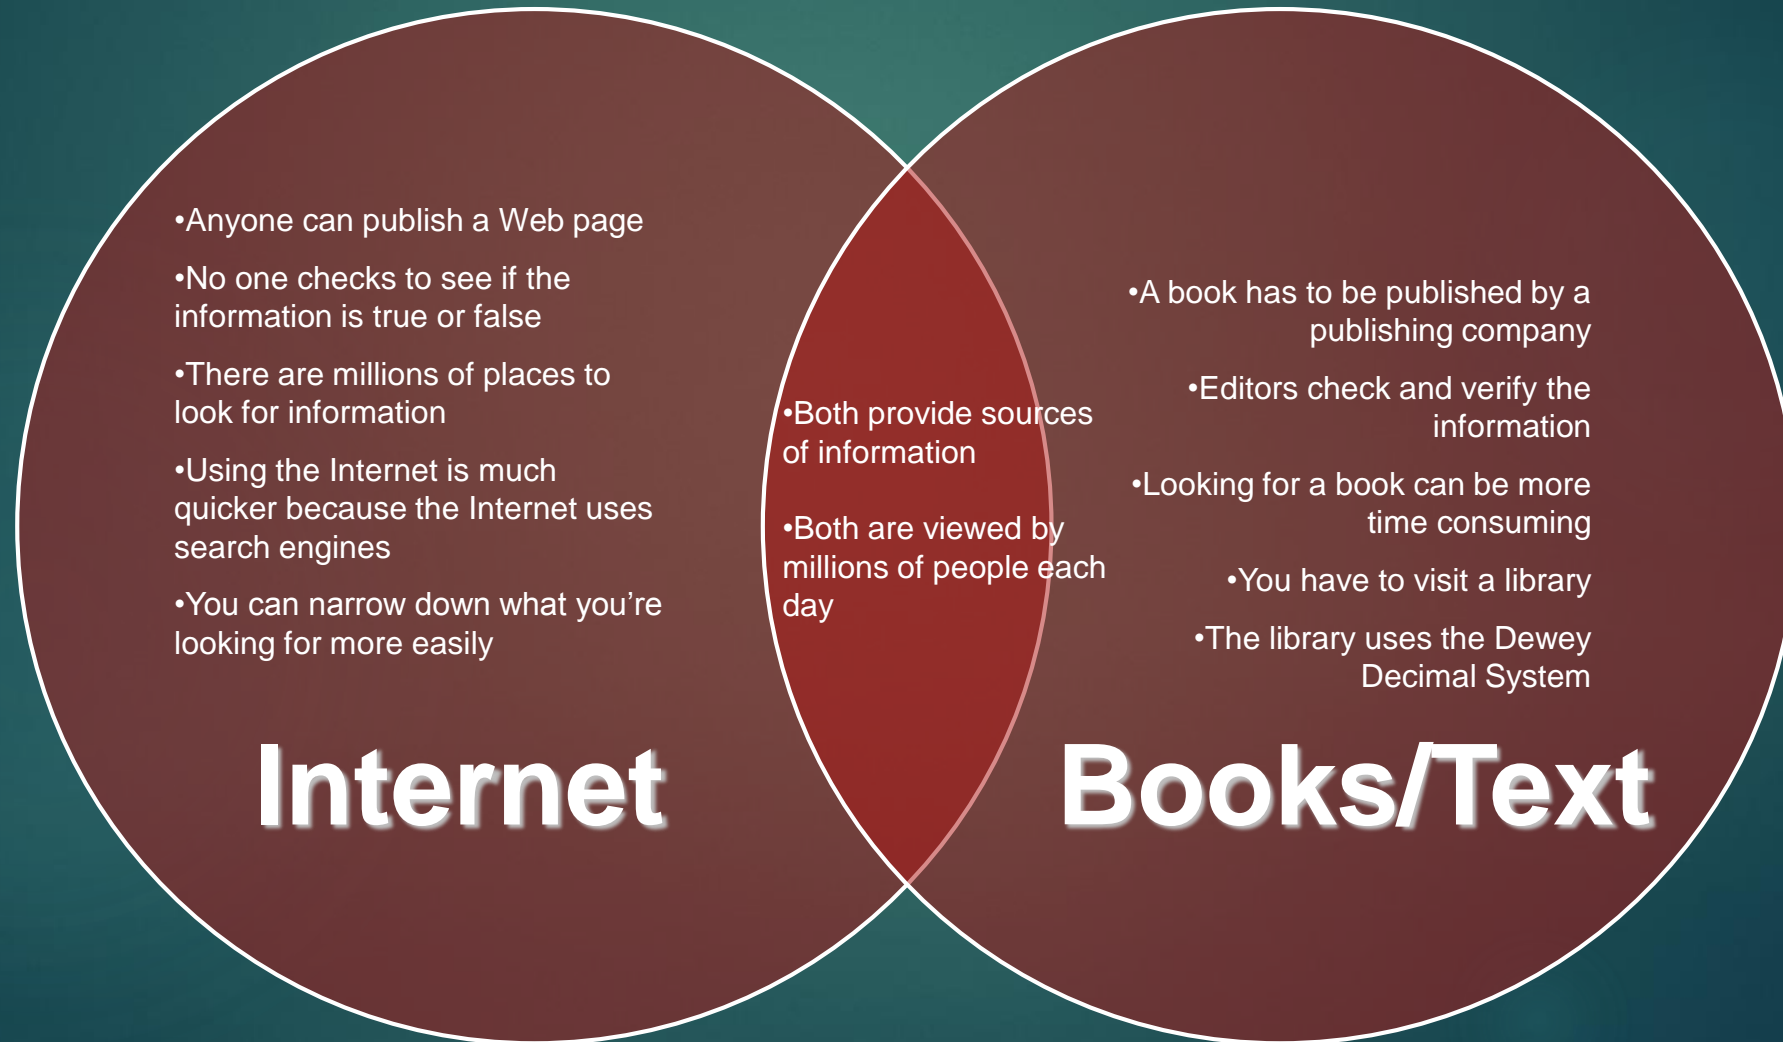 •Anyone can publish a Web page
•No one checks to see if the
information is true or false
•There are millions of places to
look for information
•Using the Internet is much
quicker because the Internet uses
search engines
•You can narrow down what you’re
looking for more easily
Internet
•Both provide sources
of information
•Both are viewed by
millions of people each
day
•A book has to be published by a
publishing company
•Editors check and verify the
information
•Looking for a book can be more
time consuming
•You have to visit a library
•The library uses the Dewey
Decimal System
Books/Text